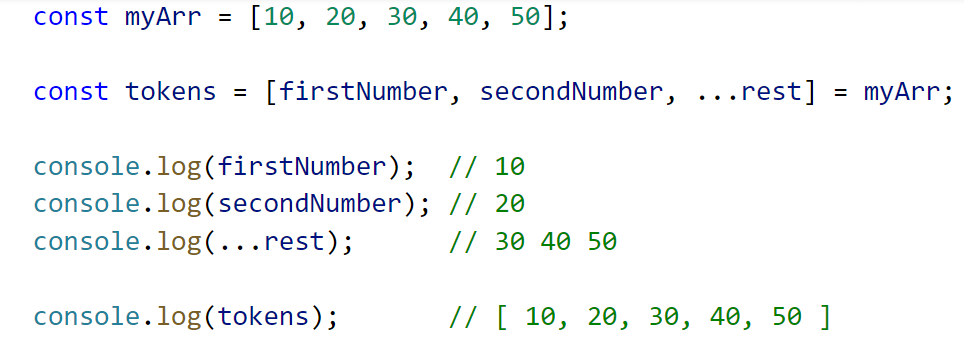 const myArr = [10, 20, 30, 40, 50];
const tokens = [firstNumber, secondNumber, ...rest] = myArr;
console.log(firstNumber);  // 10
console.log(secondNumber); // 20
console.log(...rest);      // 30 40 50
console.log(tokens);       // [ 10, 20, 30, 40, 50 ]